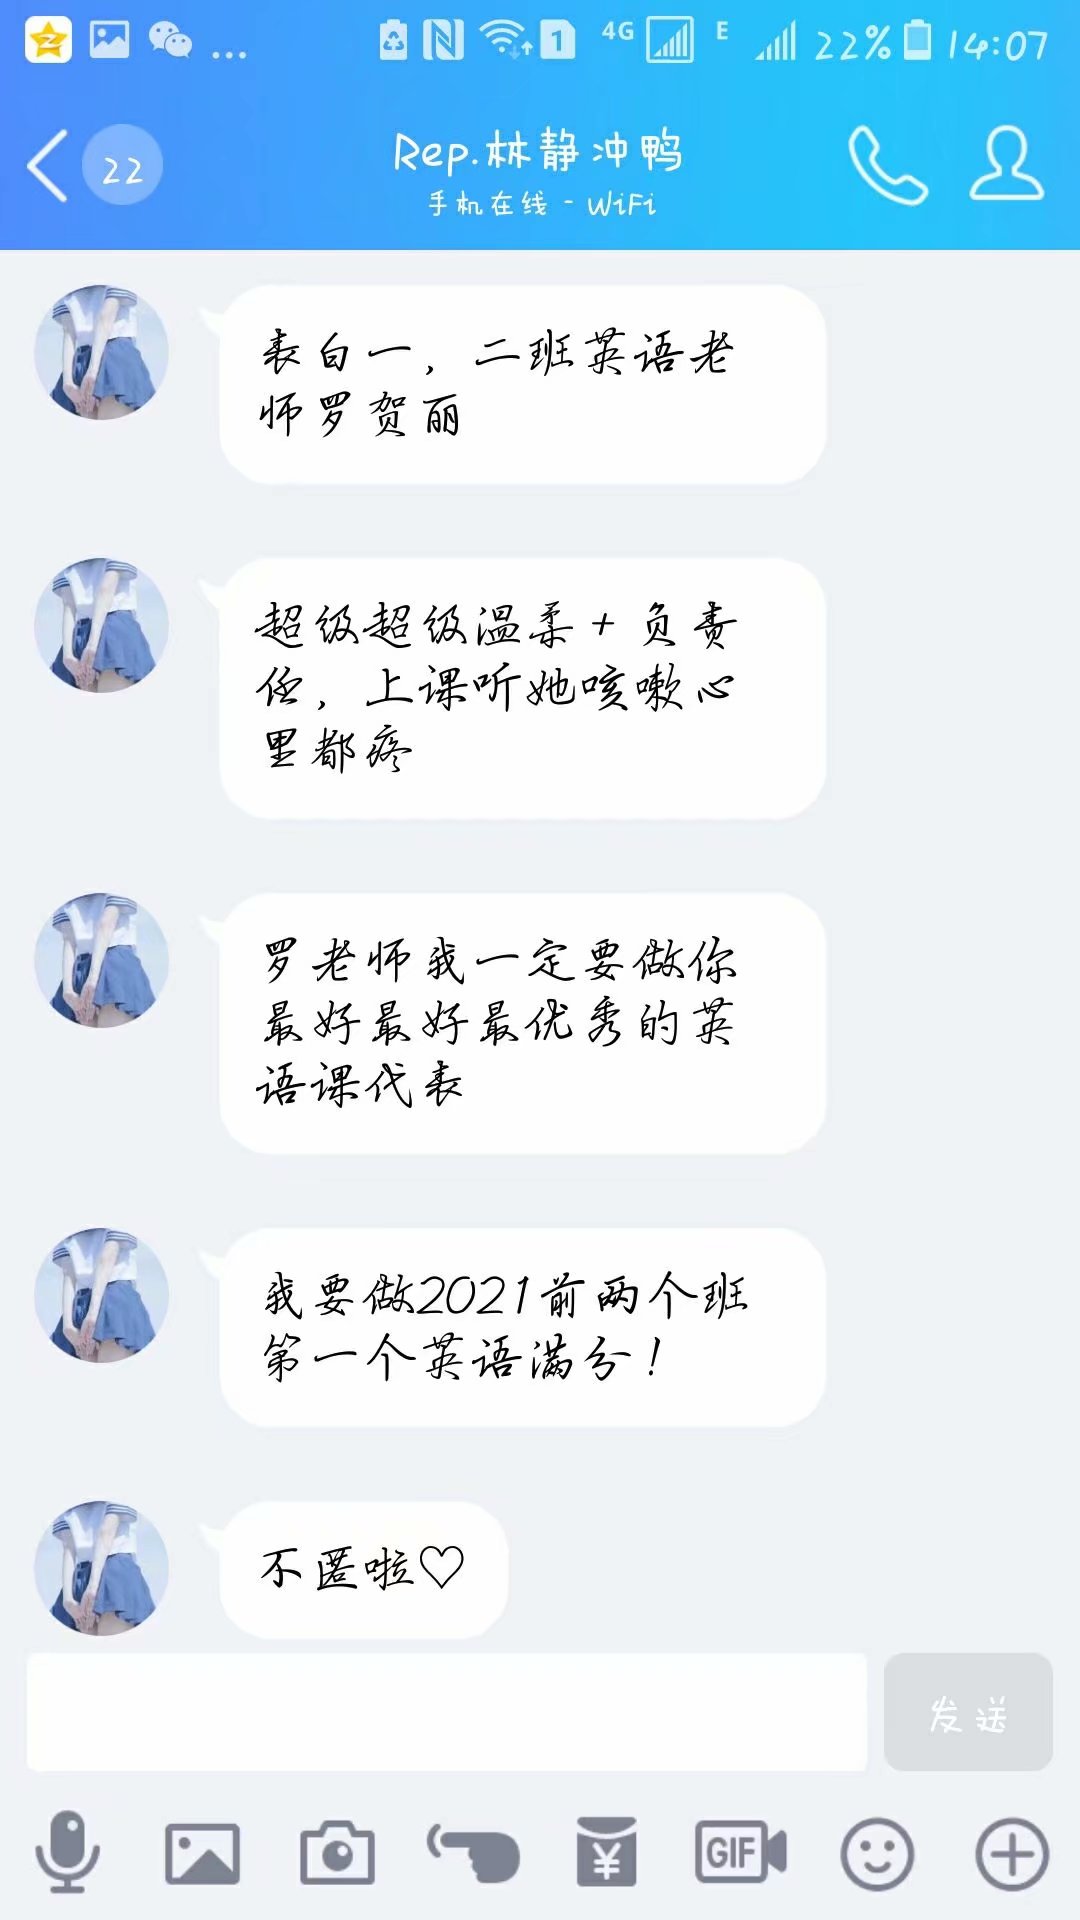 1 4G E 22% 14:07
22
Rep.林静冲鸭
手机在线 - WiFi
表白一，二班英语老
师罗贺丽
超级超级温柔+负责
任，上课听她咳嗽心
里都疼
罗老师我一定要做你
最好最好最优秀的英
语课代表
我要做2021前两个班
第一个英语满分！
不匿啦♡
发送
GIF